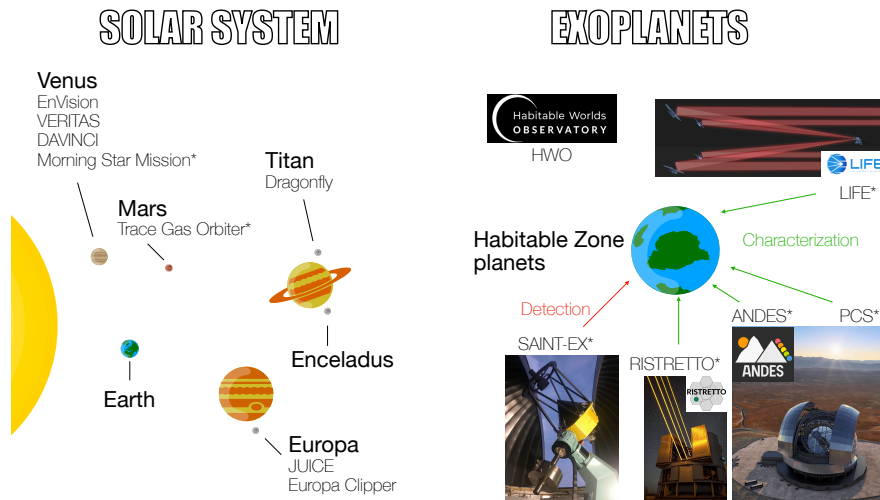 SOLAR SYSTEM
Venus
EnVision
VERITAS
DAVINCI
Morning Star Mission*
Mars
Trace Gas Orbiter*
Titan
Dragonfly
Enceladus
Earth
Europa
JUICE
Europa Clipper
EXOPLANETS
Habitable Worlds
OBSERVATORY
HWO
LIFE
LIFE*
Habitable Zone
planets
Characterization
Detection
SAINT-EX*
RISTRETTO*
RISTRETTO
ANDES*
ANDES
PCS*